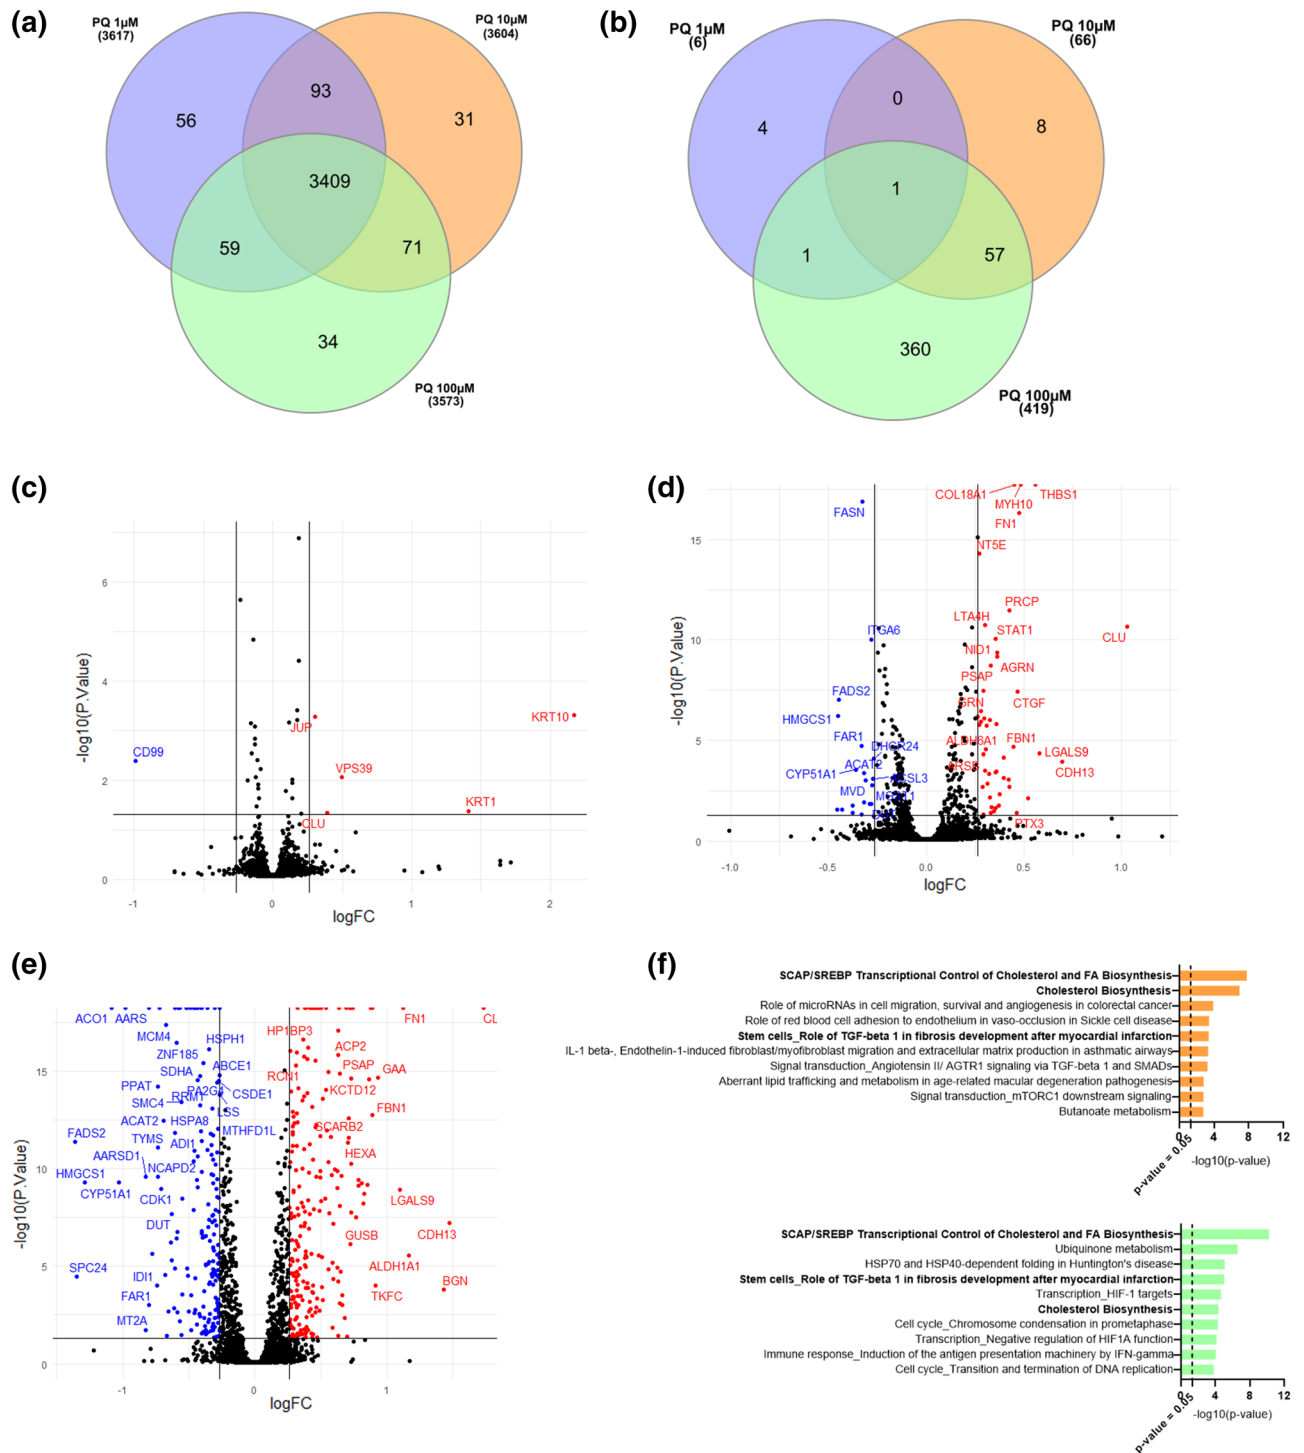 (a)
PQ 1µM
(3617)
PQ 10µM
(3604)
93
56
31
3409
59
71
34
PQ 100µM
(3573)
(b)
PQ 1µM
(6)
PQ 10µM
(66)
0
4
8
1
1
57
360
PQ 100µM
(419)
(c)
-log10(P.Value)
6
4
2
0
KRT10
JUP
CD99
VPS39
KRT1
CLU
-1
0
1
2
logFC
(d)
-log10(P.Value)
15
10
5
0
COL18A1
THBS1
MYH10
FASN
FN1
NT5E
PRCP
LTA4H
ITGA6
STAT1
CLU
NID1
AGRN
PSAP
FADS2
GRN
CTGF
HMGCS1
FAR1
ALDH6A1
FBN1
DHCR24
LGALS9
ACAT2
ARSB
CYP51A1
CDH13
ACSL3
MVD
PTX3
-1.0
-0.5
0.0
0.5
1.0
logFC
(e)
-log10(P.Value)
15
10
5
0
ACO1
AARS
FN1
CL
MCM4
HSPH1
HP1BP3
ACP2
ZNF185
SDHA
ABCE1
PSAP
GAA
RCN1
PPAT
PA2G4
CSDE1
KCTD12
SMC4
RRM1
LSS
FBN1
ACAT2
HSPA8
MTHFD1L
SCARB2
FADS2
TYMS
ADI1
AARSD1
HEXA
NCAPD2
HMGCS1
CYP51A1
CDK1
LGALS9
DUT
GUSB
CDH13
SPC24
IDI1
ALDH1A1
BGN
FAR1
TKFC
MT2A
-1
0
1
logFC
(f)
SCAP/SREBP Transcriptional Control of Cholesterol and FA Biosynthesis
Cholesterol Biosynthesis
Role of microRNAs in cell migration, survival and angiogenesis in colorectal cancer
Role of red blood cell adhesion to endothelium in vaso-occlusion in Sickle cell disease
Stem cells_Role of TGF-beta 1 in fibrosis development after myocardial infarction
IL-1 beta-, Endothelin-1-induced fibroblast/myofibroblast migration and extracellular matrix production in asthmatic airways
Signal transduction_Angiotensin II/ AGTR1 signaling via TGF-beta 1 and SMADs
Aberrant lipid trafficking and metabolism in age-related macular degeneration pathogenesis
Signal transduction_mTORC1 downstream signaling
Butanoate metabolism
0
4
8
12
p-value = 0.05
-log10(p-value)
SCAP/SREBP Transcriptional Control of Cholesterol and FA Biosynthesis
Ubiquinone metabolism
HSP70 and HSP40-dependent folding in Huntington's disease
Stem cells_Role of TGF-beta 1 in fibrosis development after myocardial infarction
Transcription_HIF-1 targets
Cholesterol Biosynthesis
Cell cycle_Chromosome condensation in prometaphase
Transcription_Negative regulation of HIF1A function
Immune response_Induction of the antigen presentation machinery by IFN-gamma
Cell cycle_Transition and termination of DNA replication
0
4
8
12
p-value = 0.05
-log10(p-value)